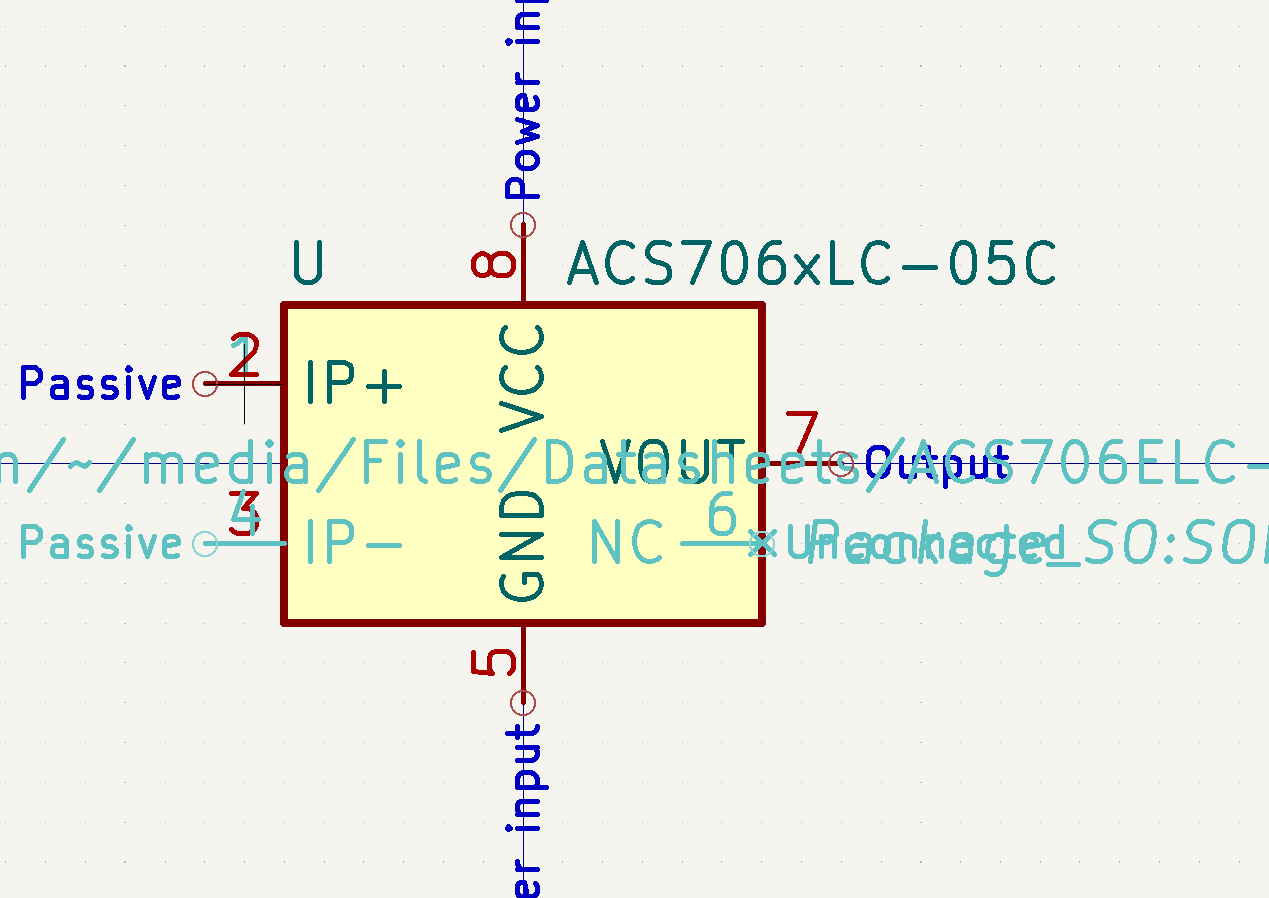 Power in
8
U
ACS706xLC-05C
1
2
Passive
IP+
VCC
7
n/~/media/Files/Datasheets/ACS706ELC-
VOUT
Output
4
3
6
Passive
IP-
GND
NC
Unconnected
Package_SO:SO
5
er input